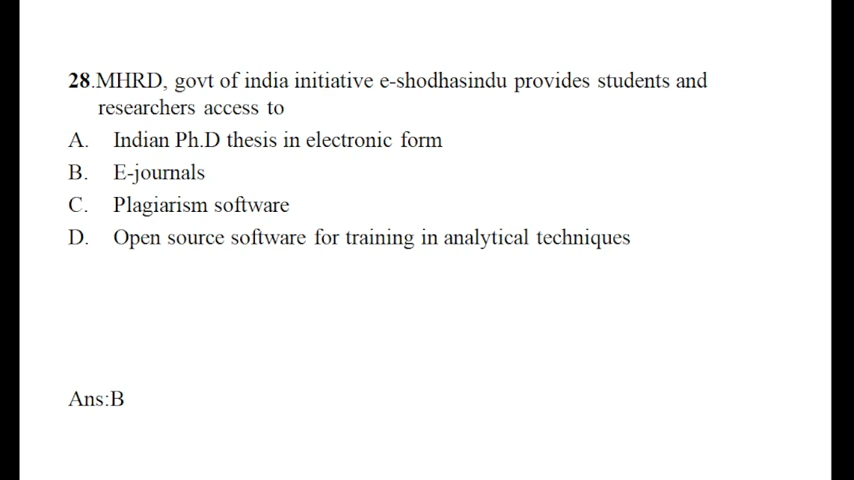 28.MHRD, govt of india initiative e-shodhasindu provides students and
researchers access to
A. Indian Ph.D thesis in electronic form
B. E-journals
C. Plagiarism software
D. Open source software for training in analytical techniques
Ans:B